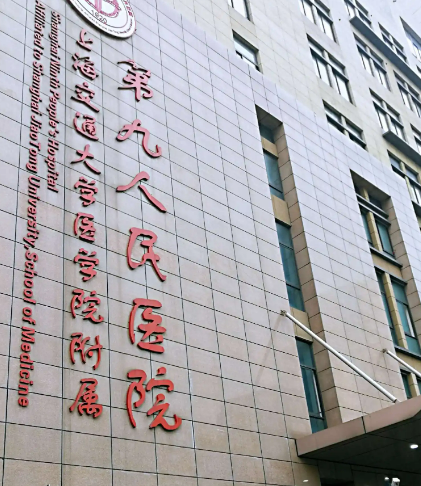 上海交通大学医学院附属
第九人民医院
Shanghai Ninth People's Hospital
Affiliated to Shanghai Jiao Tong University School of Medicine